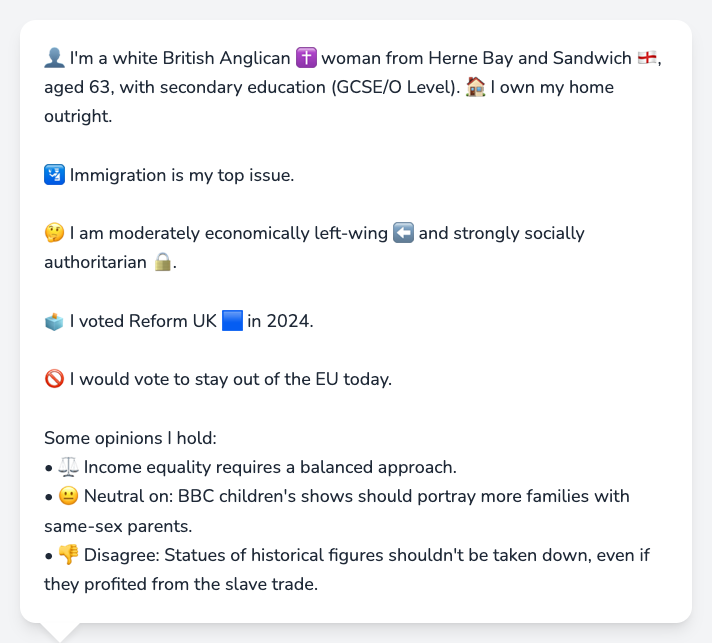 👤 I'm a white British Anglican ✝️ woman from Herne Bay and Sandwich 🏴󠁧󠁢󠁥󠁮󠁧󠁿,
aged 63, with secondary education (GCSE/O Level). 🏠 I own my home
outright.
🛂 Immigration is my top issue.
🤔 I am moderately economically left-wing ⬅️ and strongly socially
authoritarian 🔒.
🗳️ I voted Reform UK 🟦 in 2024.
🚫 I would vote to stay out of the EU today.
Some opinions I hold:
• ⚖️ Income equality requires a balanced approach.
• 😐 Neutral on: BBC children's shows should portray more families with
same-sex parents.
• 👎 Disagree: Statues of historical figures shouldn't be taken down, even if
they profited from the slave trade.